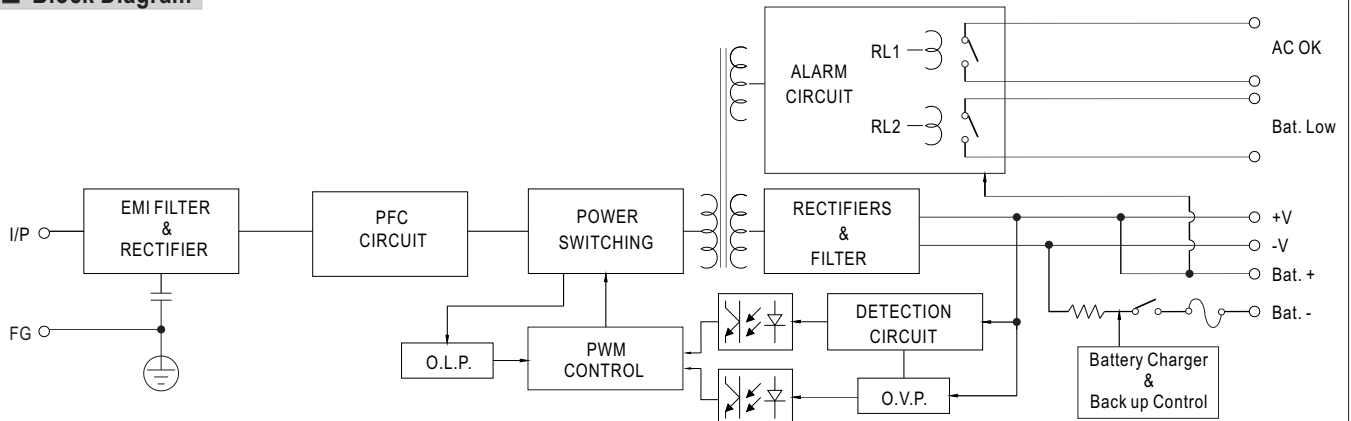 Block Diagram
I/P
FG
EMI FILTER
&
RECTIFIER
PFC
CIRCUIT
POWER
SWITCHING
O.L.P.
PWM
CONTROL
ALARM
CIRCUIT
RL1
RL2
RECTIFIERS
&
FILTER
DETECTION
CIRCUIT
O.V.P.
Battery Charger
&
Back up Control
AC OK
Bat. Low
+V
-V
Bat. +
Bat. -